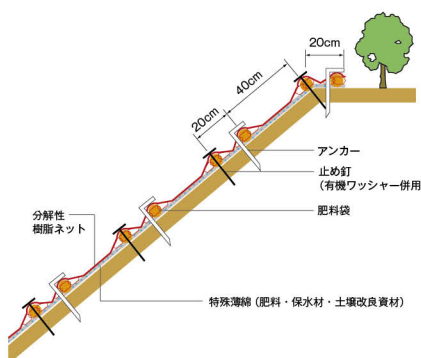 20cm
40cm
20cm
アンカー
止め釘
(有機ワッシャー併用
肥料袋
分解性
樹脂ネット
特殊薄綿(肥料・保水材・土壌改良資材)